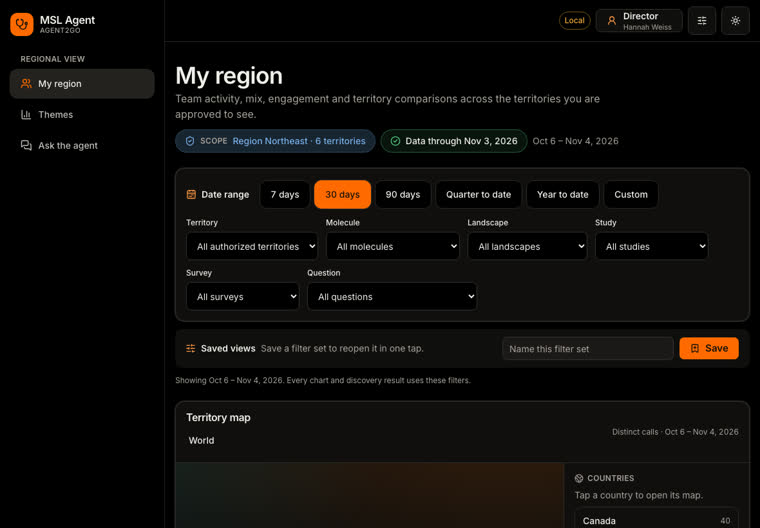 MSL Agent
AGENT2GO
Local
Director
Hannah Weiss
REGIONAL VIEW
My region
Themes
Ask the agent
My region
Team activity, mix, engagement and territory comparisons across the territories you are
approved to see.
SCOPE Region Northeast · 6 territories
Data through Nov 3, 2026
Oct 6 – Nov 4, 2026
Date range
7 days
30 days
90 days
Quarter to date
Year to date
Custom
Territory
Molecule
Landscape
Study
All authorized territories
All molecules
All landscapes
All studies
Survey
Question
All surveys
All questions
Saved views Save a filter set to reopen it in one tap.
Name this filter set
Save
Showing Oct 6 – Nov 4, 2026. Every chart and discovery result uses these filters.
Territory map
World
Distinct calls · Oct 6 – Nov 4, 2026
COUNTRIES
Tap a country to open its map.
Canada 40